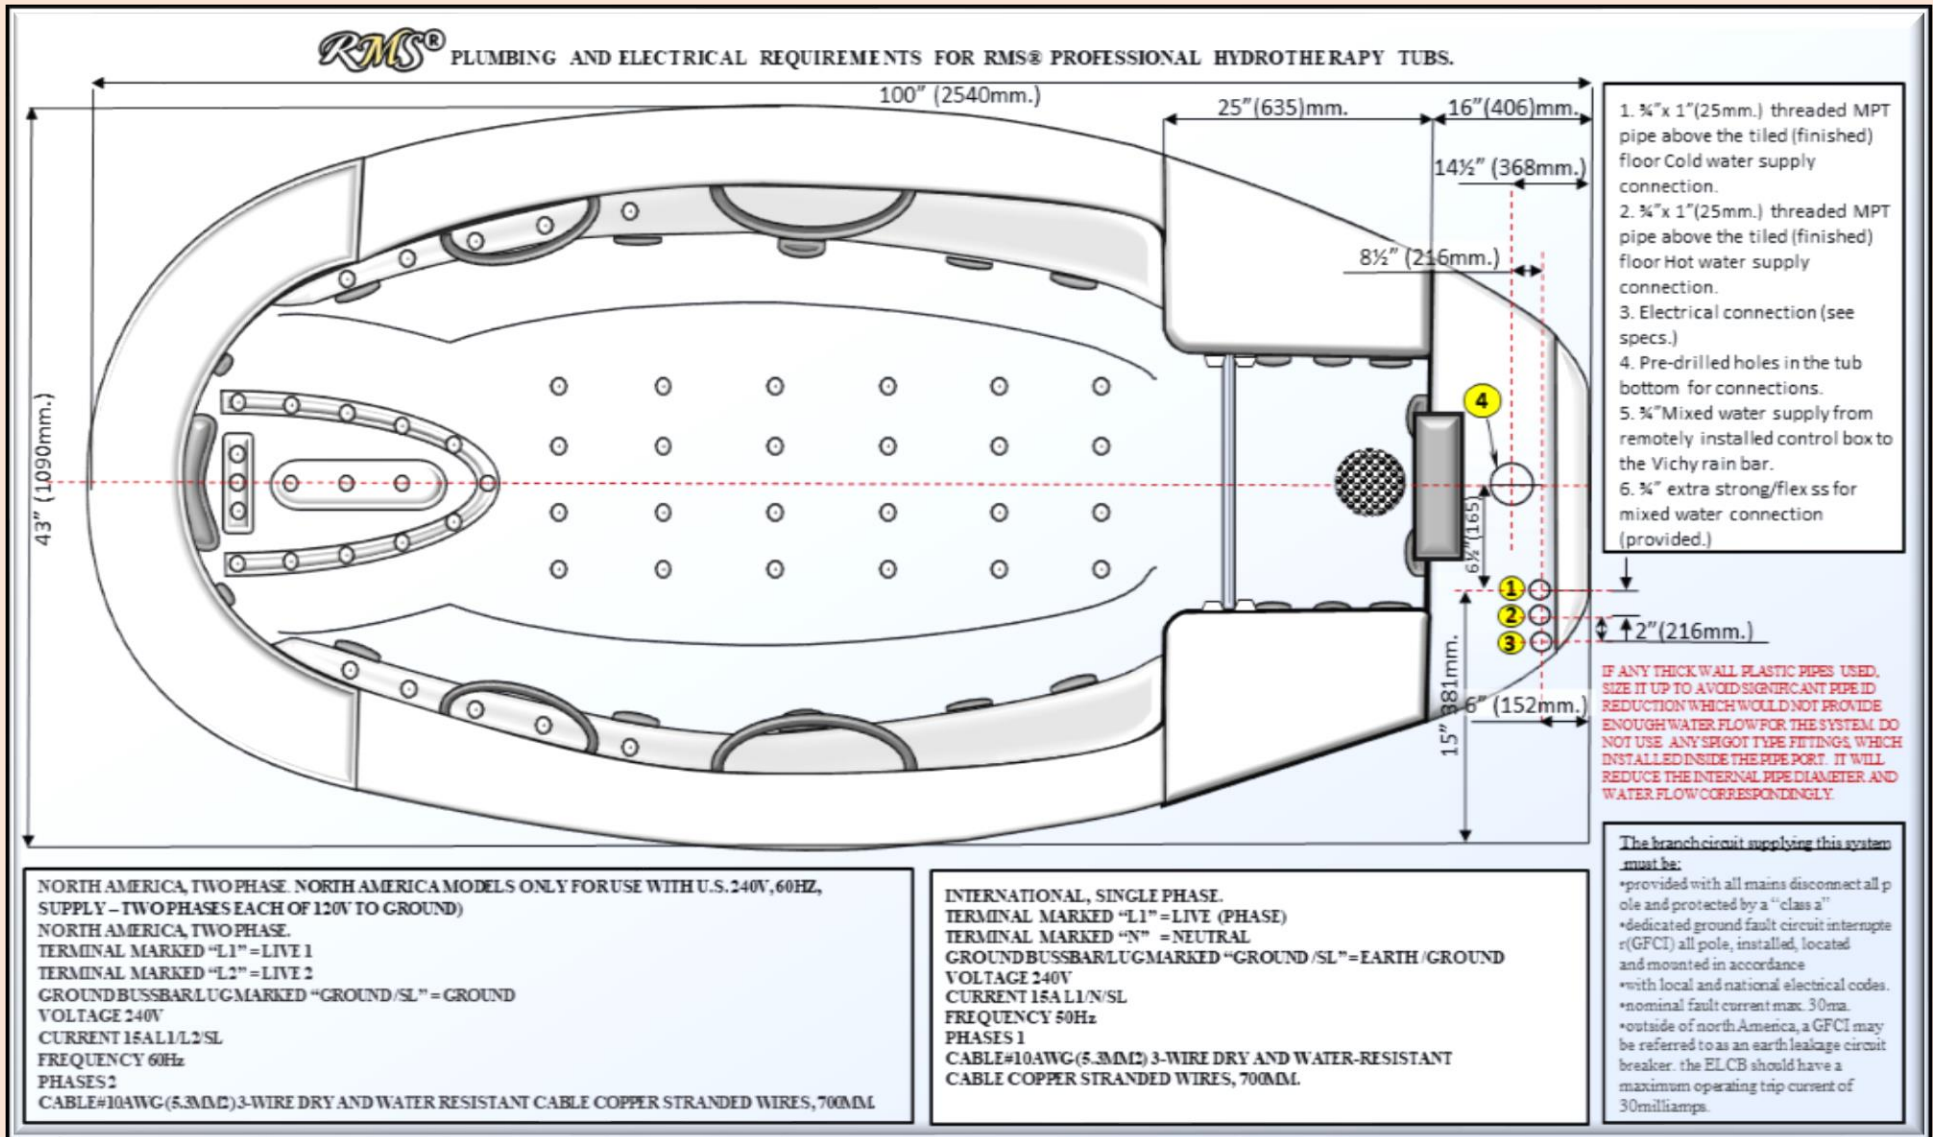 RMS®
PLUMBING AND ELECTRICAL REQUIREMENTS FOR RMS® PROFESSIONAL HYDROTHERAPY TUBS.
100” (2540mm.)
25”(635)mm.
16”(406)mm.
14½” (368mm.)
8½” (216mm.)
43” (1090mm.)
4
6½”(165)
1
2
3
2”(216mm.)
15” 381mm.
6” (152mm.)
1. ¾”x 1”(25mm.) threaded MPT
pipe above the tiled (finished)
floor Cold water supply
connection.
2. ¾”x 1”(25mm.) threaded MPT
pipe above the tiled (finished)
floor Hot water supply
connection.
3. Electrical connection (see
specs.)
4. Pre-drilled holes in the tub
bottom for connections.
5. ¾”Mixed water supply from
remotely installed control box to
the Vichy rain bar.
6. ¾” extra strong/flex ss for
mixed water connection
(provided.)
IF ANY THICK WALL PLASTIC PIPES USED,
SIZE IT UP TO AVOID SIGNIFICANT PIPE ID
REDUCTION WHICH WOULD NOT PROVIDE
ENOUGH WATER FLOW FOR THE SYSTEM. DO
NOT USE ANY SPIGOT TYPE FITTINGS, WHICH
INSTALLED INSIDE THE PIPE PORT. IT WILL
REDUCE THE INTERNAL PIPE DIAMETER AND
WATER FLOW CORRESPONDINGLY.
The branch circuit supplying this system
must be:
•provided with all mains disconnect all p
ole and protected by a “class a”
•dedicated ground fault circuit interrupte
r(GFCI) all pole, installed, located
and mounted in accordance
•with local and national electrical codes.
•nominal fault current max. 30ma.
•outside of north America, a GFCI may
be referred to as an earth leakage circuit
breaker. the ELCB should have a
maximum operating trip current of
30milliamps.
NORTH AMERICA, TWO PHASE. NORTH AMERICA MODELS ONLY FOR USE WITH U.S. 240V, 60HZ,
SUPPLY – TWO PHASES EACH OF 120V TO GROUND)
NORTH AMERICA, TWO PHASE.
TERMINAL MARKED “L1” = LIVE 1
TERMINAL MARKED “L2” = LIVE 2
GROUND BUSSBAR/LUG MARKED “GROUND/SL” = GROUND
VOLTAGE 240V
CURRENT 15A L1/L2/SL
FREQUENCY 60Hz
PHASES 2
CABLE#10AWG (5.3MM2) 3-WIRE DRY AND WATER RESISTANT CABLE COPPER STRANDED WIRES, 700MM.
INTERNATIONAL, SINGLE PHASE.
TERMINAL MARKED “L1” = LIVE (PHASE)
TERMINAL MARKED “N” = NEUTRAL
GROUND BUSSBAR/LUG MARKED “GROUND /SL” = EARTH / GROUND
VOLTAGE 240V
CURRENT 15A L1/N/SL
FREQUENCY 50Hz
PHASES 1
CABLE#10AWG (5.3MM2) 3-WIRE DRY AND WATER-RESISTANT
CABLE COPPER STRANDED WIRES, 700MM.